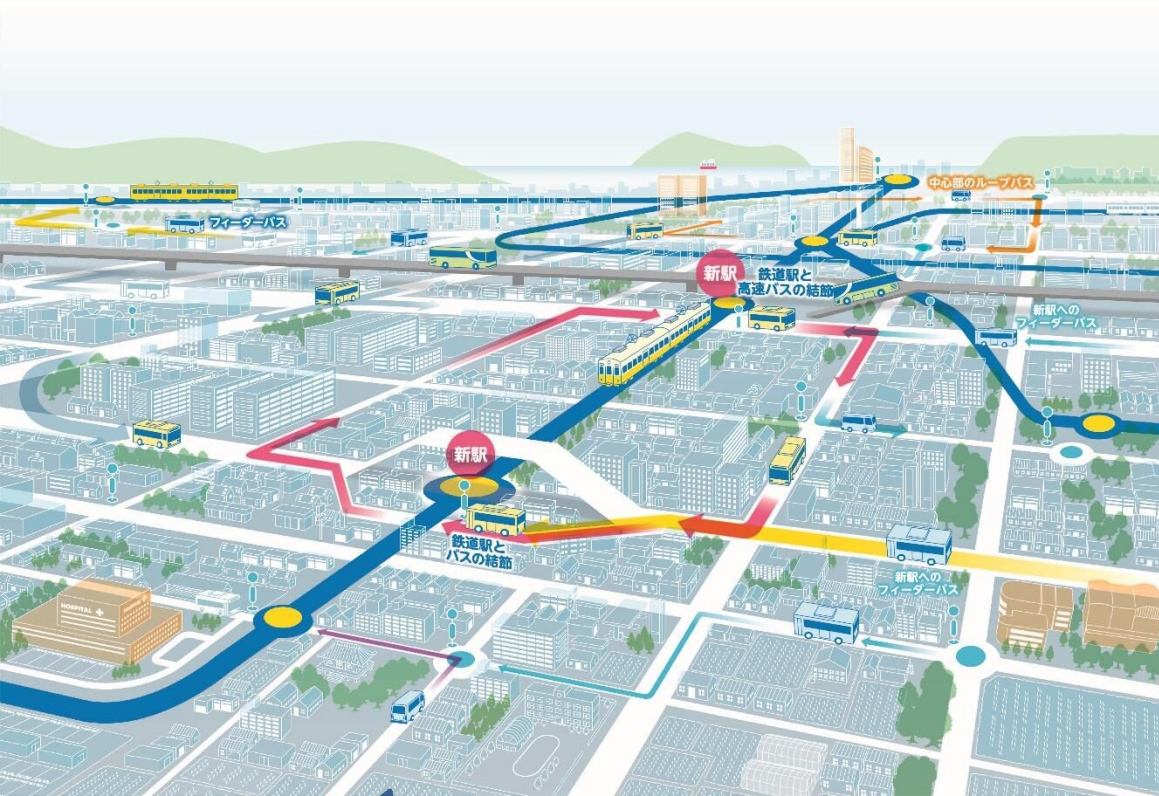 中心部のループバス
フィーダーバス
新駅
鉄道駅と
高速バスの結節
新駅への
フィーダーバス
新駅
鉄道駅と
バスの結節
新駅への
フィーダーバス
HOSPITAL